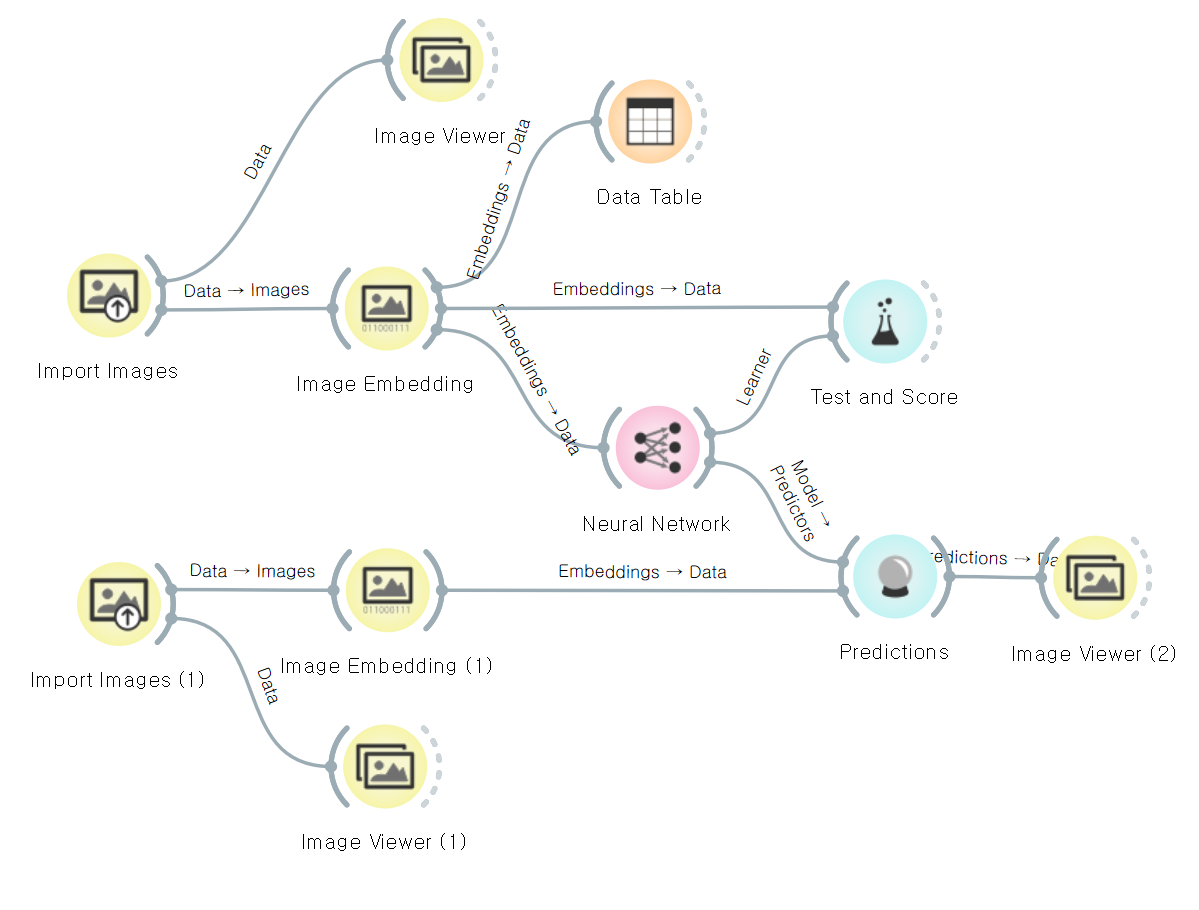 Image Viewer
Data
Embeddings → Data
Data Table
Data → Images
Embeddings → Data
Import Images
Image Embedding
011000111
Embeddings → Data
Learner
Test and Score
Neural Network
Model →
Predictors
Data → Images
Embeddings → Data
→
011000111
Predictions
Image Viewer (2)
Import Images (1)
Image Embedding (1)
Data
Image Viewer (1)